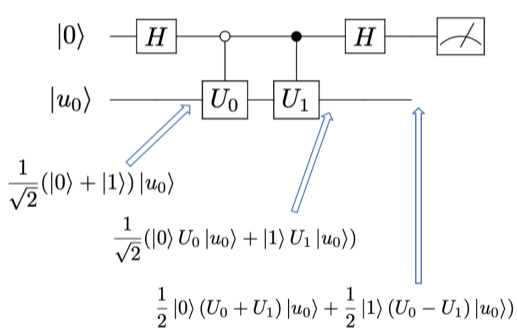 |0⟩ H H
|u₀⟩ U₀ U₁
1/√2 (|0⟩ + |1⟩) |u₀⟩
1/√2 (|0⟩ U₀ |u₀⟩ + |1⟩ U₁ |u₀⟩)
1/2 |0⟩ (U₀ + U₁) |u₀⟩ + 1/2 |1⟩ (U₀ − U₁) |u₀⟩)